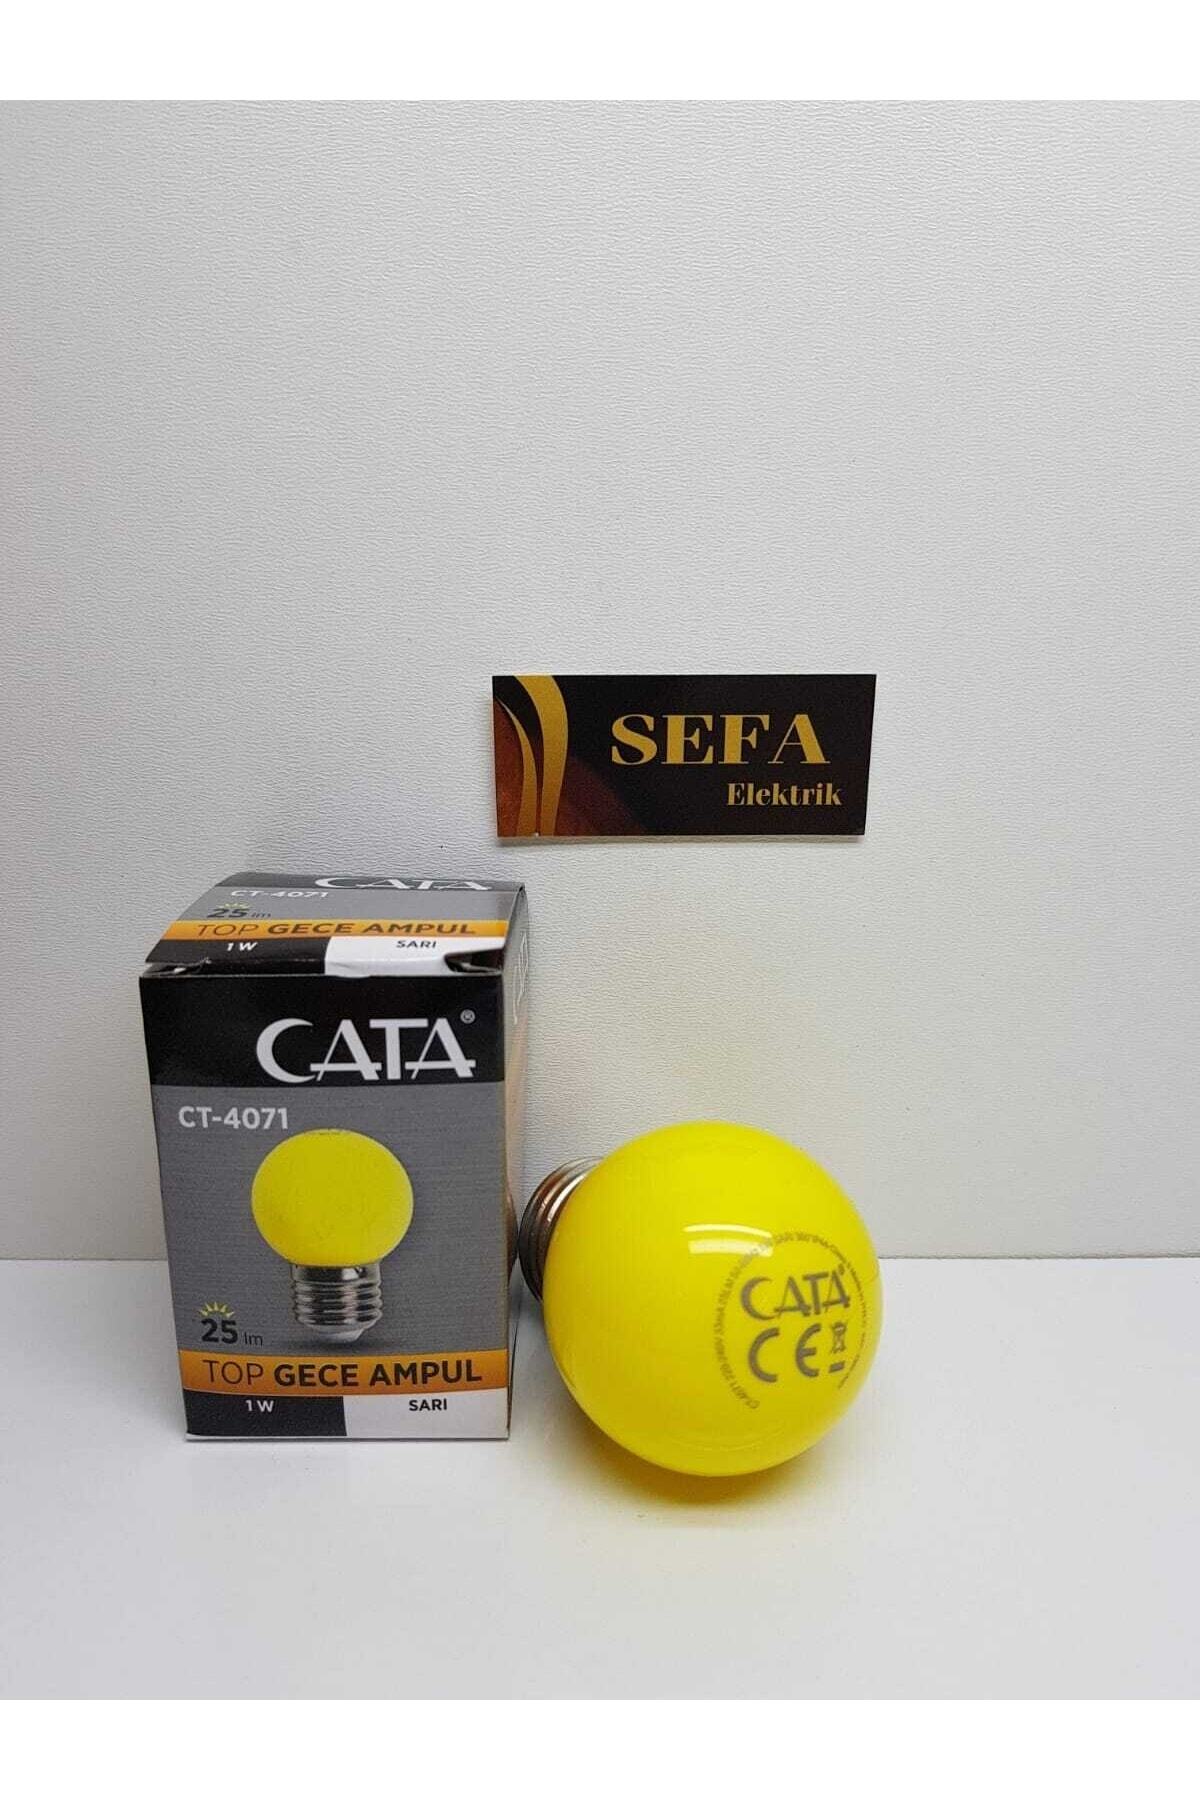 SEFA
Elektrik
CATA
CT-4071
25 lm
TOP GECE AMPUL
1 W SARI
CATA®
CT-4071
25 lm
TOP GECE AMPUL
1 W SARI
CATA®
CE